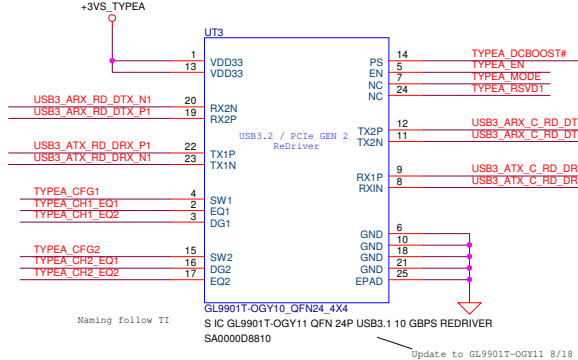 +3VS_TYPEA
UT3
1 VDD33
13 VDD33
PS 14 TYPEA_DCBOOST#
EN 5 TYPEA_EN
NC 7 TYPEA_MODE
NC 24 TYPEA_RSVD1
USB3_ARX_RD_DTX_N1 20 RX2N
USB3_ARX_RD_DTX_P1 19 RX2P
USB3.2 / PCIe GEN 2
ReDriver
TX2P 12 USB3_ARX_C_RD_DT
TX2N 11 USB3_ARX_C_RD_DT
USB3_ATX_RD_DRX_P1 22 TX1P
USB3_ATX_RD_DRX_N1 23 TX1N
RX1P 9 USB3_ATX_C_RD_DR
RXIN 8 USB3_ATX_C_RD_DR
TYPEA_CFG1 4 SW1
TYPEA_CH1_EQ1 2 EQ1
TYPEA_CH1_EQ2 3 DG1
GND 6
GND 10
GND 18
GND 21
EPAD 25
TYPEA_CFG2 15 SW2
TYPEA_CH2_EQ1 16 DG2
TYPEA_CH2_EQ2 17 EQ2
GL9901T-OGY10_QFN24_4X4
Naming follow TI
S IC GL9901T-OGY11 QFN 24P USB3.1 10 GBPS REDRIVER
SA0000D8810
Update to GL9901T-OGY11 8/18